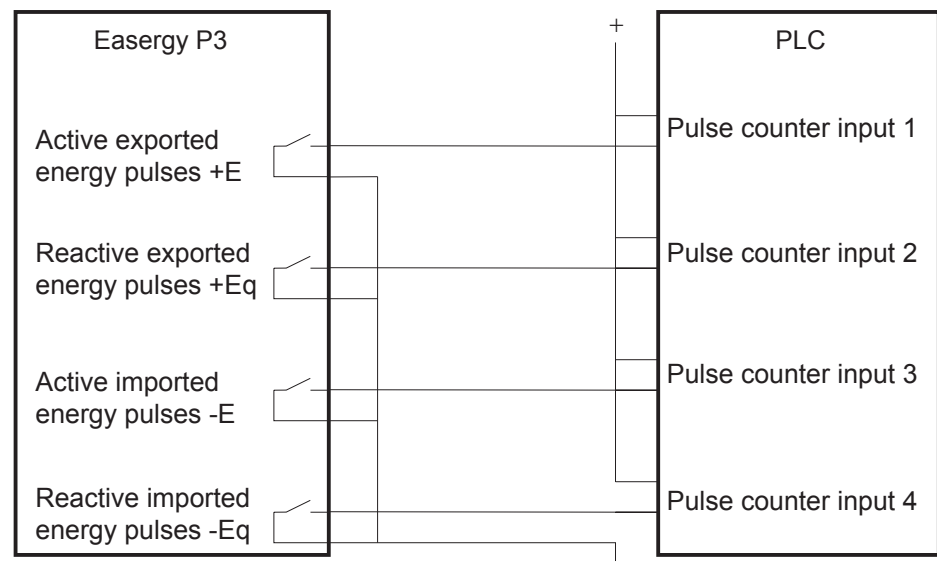 Easergy P3
+
PLC
Active exported
energy pulses +E
Pulse counter input 1
Reactive exported
energy pulses +Eq
Pulse counter input 2
Active imported
energy pulses -E
Pulse counter input 3
Reactive imported
energy pulses -Eq
Pulse counter input 4